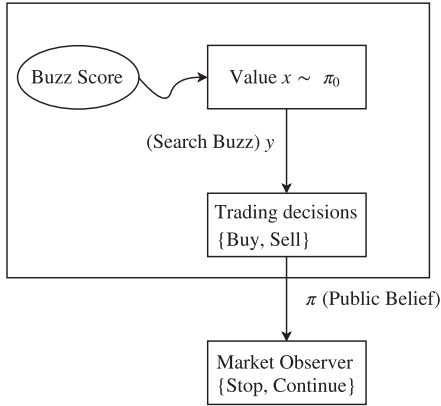 Buzz Score
Value x ~ π₀
(Search Buzz) y
Trading decisions
{Buy, Sell}
π (Public Belief)
Market Observer
{Stop, Continue}